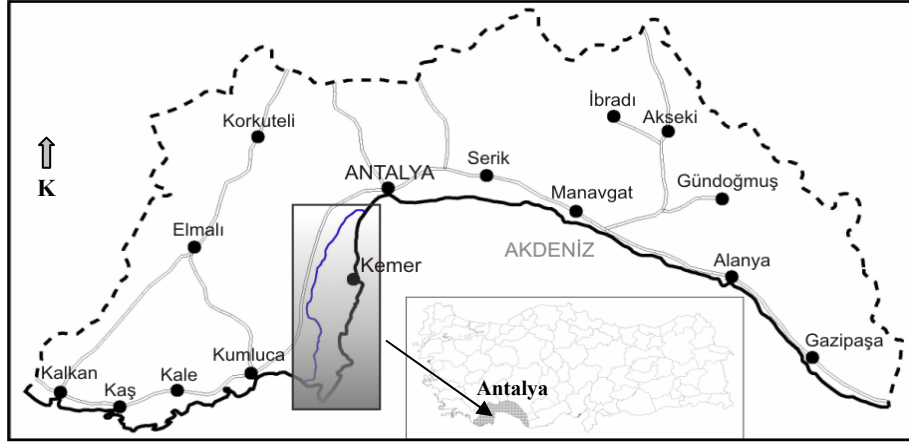 İbradı
Akseki
Korkuteli
K
ANTALYA
Serik
Manavgat
Gündoğmuş
Elmalı
AKDENİZ
Kemer
Alanya
Kumluca
Gazipaşa
Kalkan
Kaş
Kale
Antalya